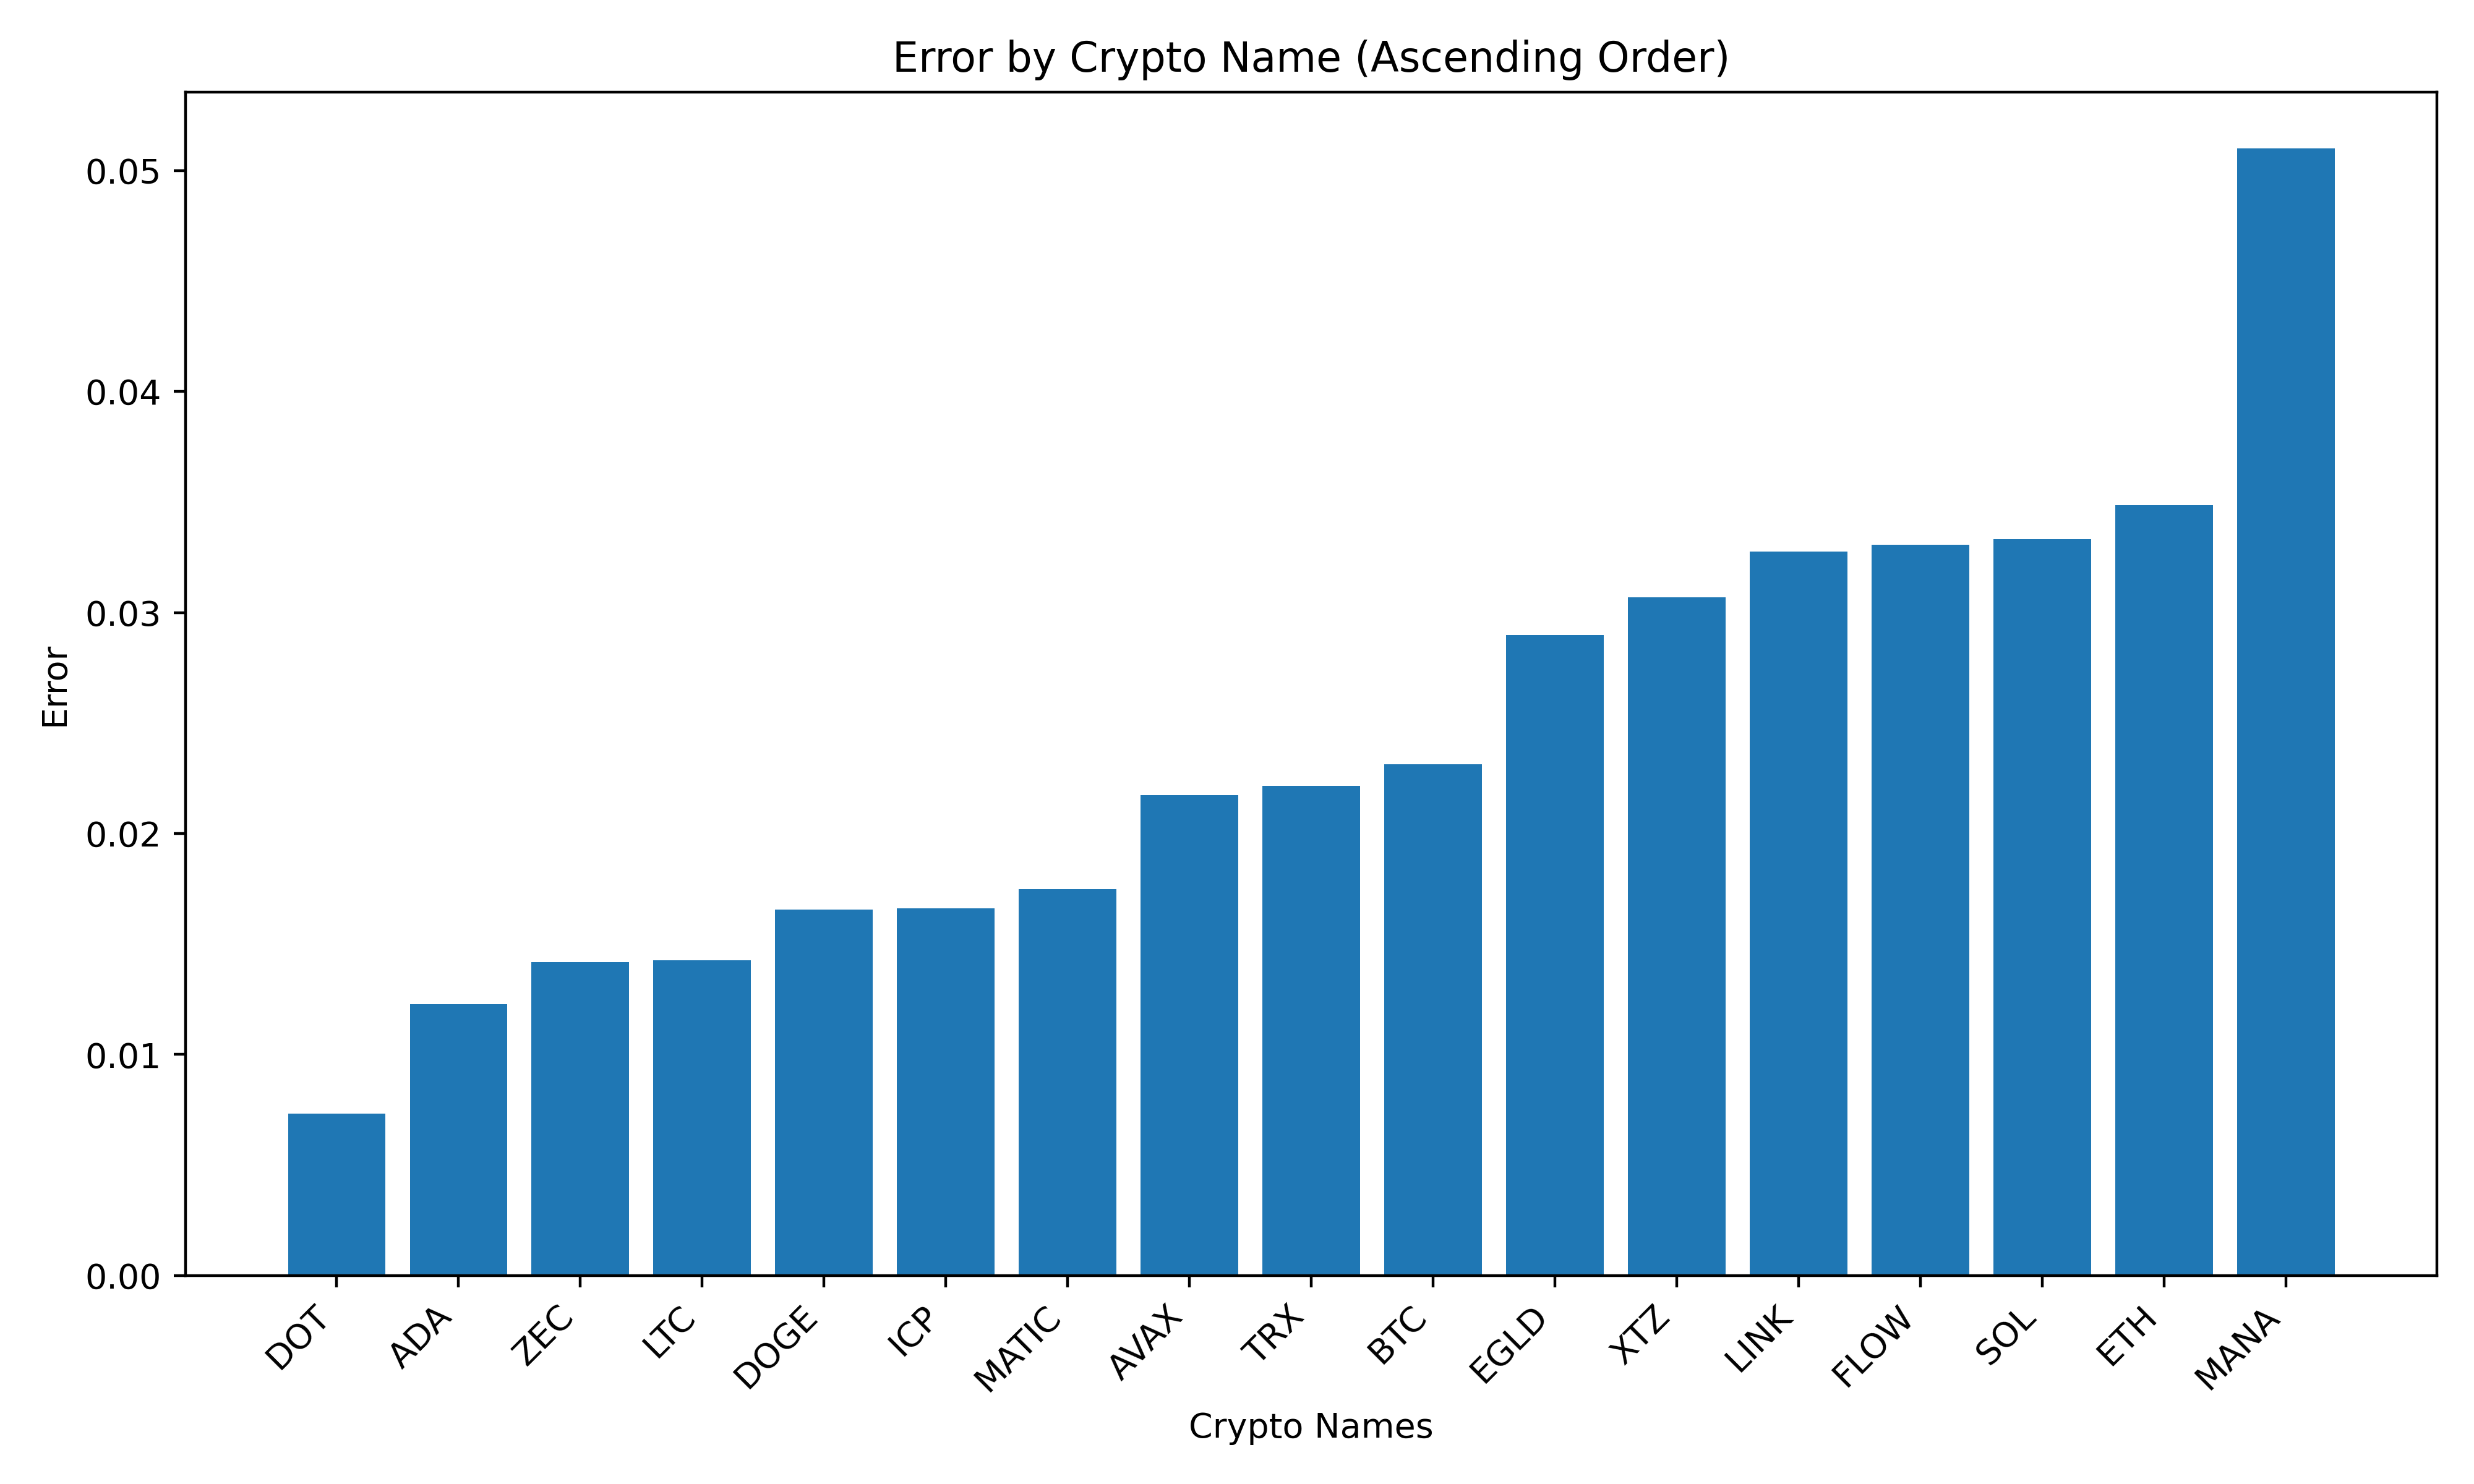 Error by Crypto Name (Ascending Order)
Error
0.05
0.04
0.03
0.02
0.01
0.00
DOT
ADA
ZEC
LTC
DOGE
ICP
MATIC
AVAX
TRX
BTC
EGLD
XTZ
LINK
FLOW
SOL
ETH
MANA
Crypto Names